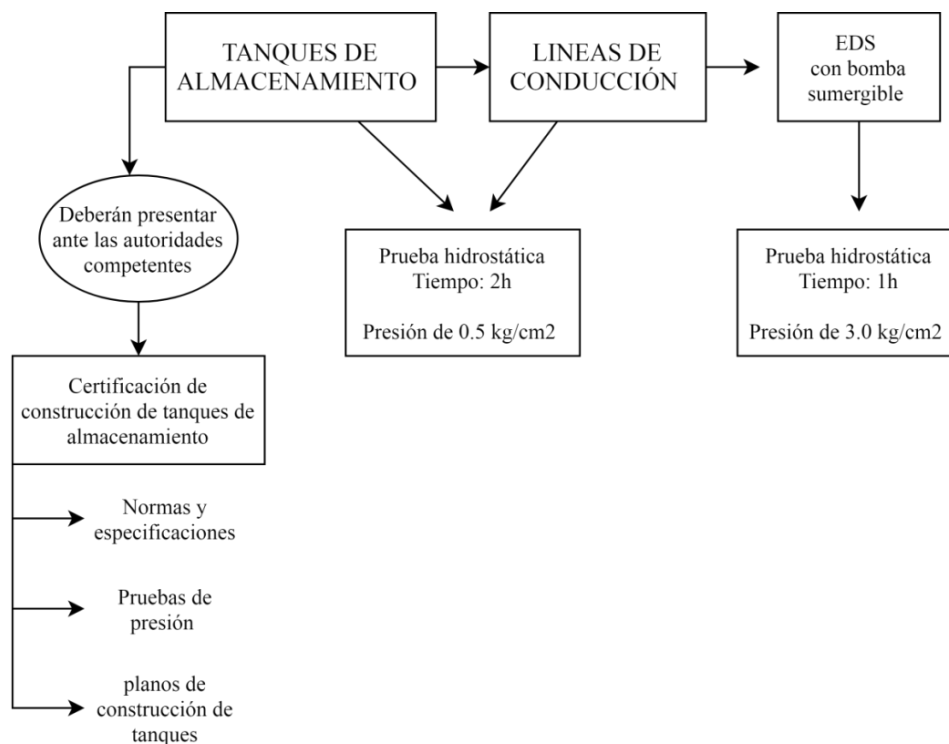 TANQUES DE
ALMACENAMIENTO
LINEAS DE
CONDUCCIÓN
EDS
con bomba
sumergible
Deberán presentar
ante las autoridades
competentes
Prueba hidrostática
Tiempo: 2h
Presión de 0.5 kg/cm2
Prueba hidrostática
Tiempo: 1h
Presión de 3.0 kg/cm2
Certificación de
construcción de tanques de
almacenamiento
Normas y
especificaciones
Pruebas de
presión
planos de
construcción de
tanques